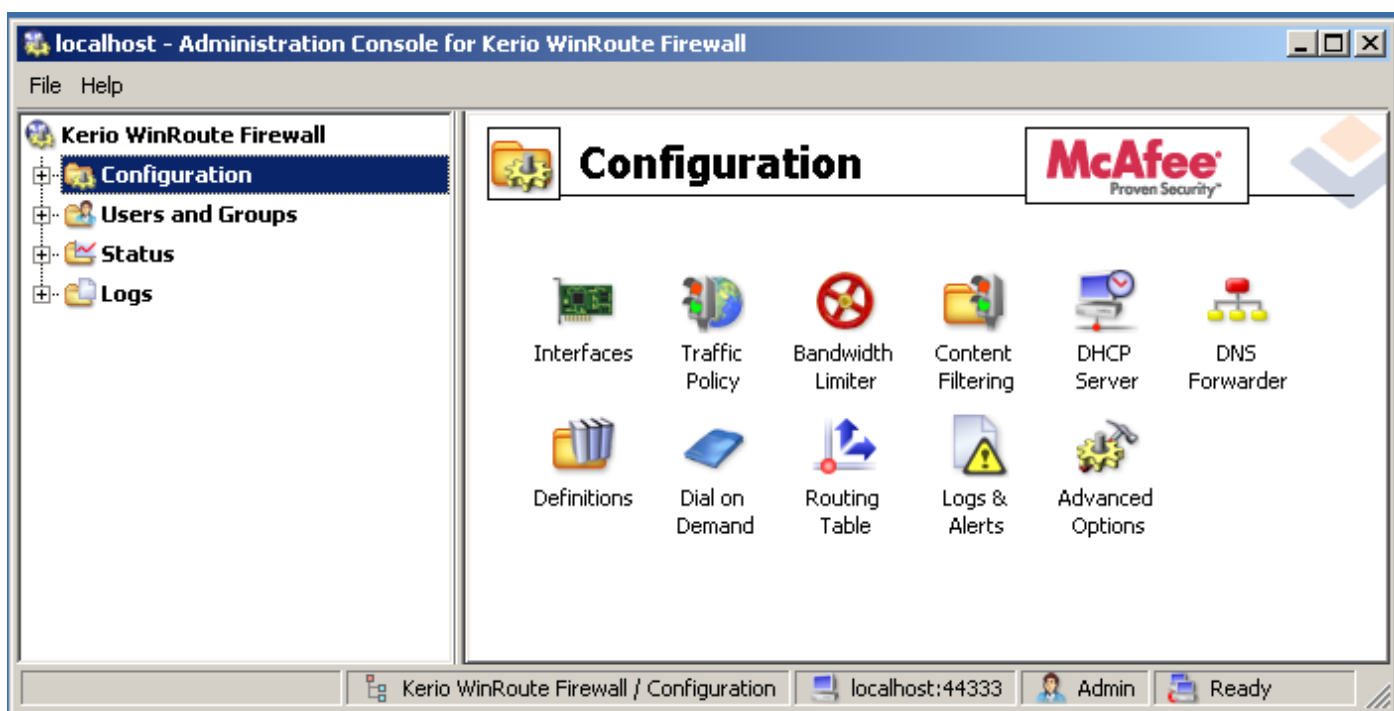 localhost - Administration Console for Kerio WinRoute Firewall
File Help
Kerio WinRoute Firewall
Configuration
Users and Groups
Status
Logs
Configuration
McAfee
Proven Security™
Interfaces
Traffic
Policy
Bandwidth
Limiter
Content
Filtering
DHCP
Server
DNS
Forwarder
Definitions
Dial on
Demand
Routing
Table
Logs &
Alerts
Advanced
Options
Kerio WinRoute Firewall / Configuration
localhost:44333
Admin
Ready